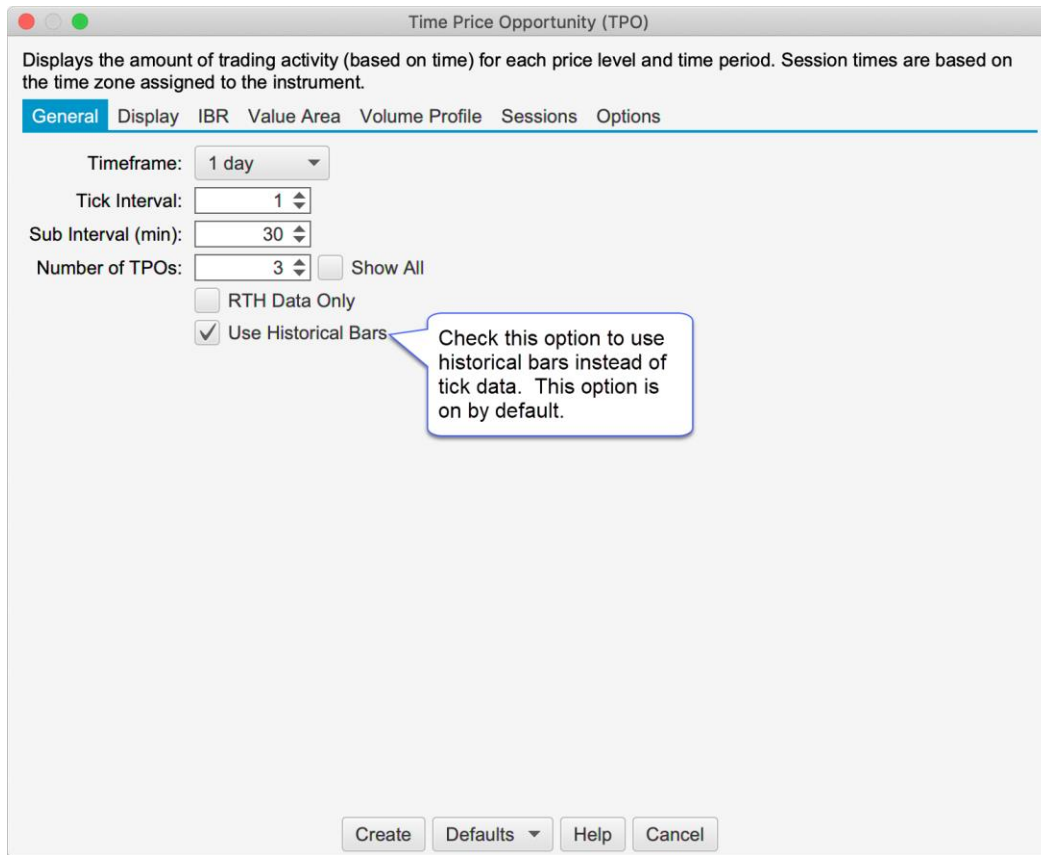 Time Price Opportunity (TPO)
Displays the amount of trading activity (based on time) for each price level and time period. Session times are based on
the time zone assigned to the instrument.
General Display IBR Value Area Volume Profile Sessions Options
Timeframe: 1 day
Tick Interval: 1
Sub Interval (min): 30
Number of TPOs: 3 Show All
RTH Data Only
Use Historical Bars
Check this option to use
historical bars instead of
tick data. This option is
on by default.
Create Defaults Help Cancel